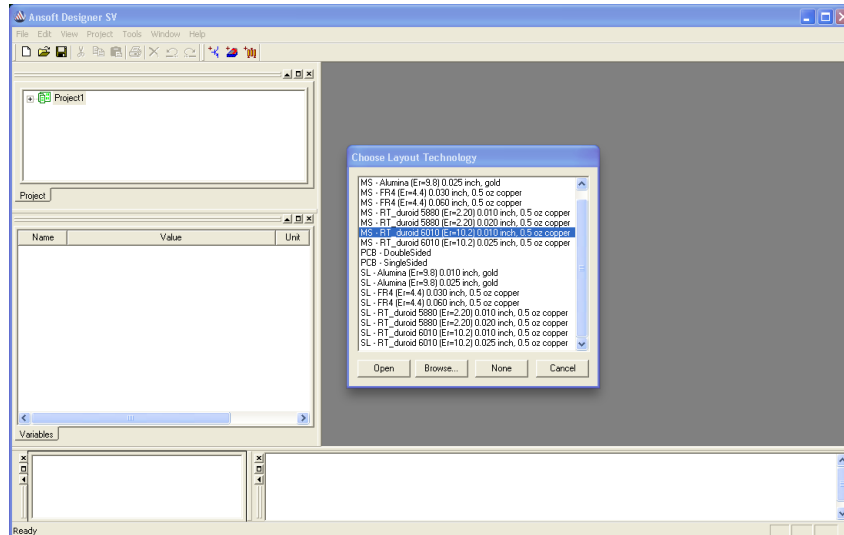 Ansoft Designer SV
File Edit View Project Tools Window Help
Project1
Project
Name Value Unit
Variables
Choose Layout Technology
MS - Alumina (Er=9.8) 0.025 inch, gold
MS - FR4 (Er=4.4) 0.030 inch, 0.5 oz copper
MS - FR4 (Er=4.4) 0.060 inch, 0.5 oz copper
MS - RT_duroid 5880 (Er=2.20) 0.010 inch, 0.5 oz copper
MS - RT_duroid 5880 (Er=2.20) 0.020 inch, 0.5 oz copper
MS - RT_duroid 6010 (Er=10.2) 0.010 inch, 0.5 oz copper
MS - RT_duroid 6010 (Er=10.2) 0.025 inch, 0.5 oz copper
PCB - DoubleSided
PCB - SingleSided
SL - Alumina (Er=9.8) 0.010 inch, gold
SL - Alumina (Er=9.8) 0.025 inch, gold
SL - FR4 (Er=4.4) 0.030 inch, 0.5 oz copper
SL - FR4 (Er=4.4) 0.060 inch, 0.5 oz copper
SL - RT_duroid 5880 (Er=2.20) 0.010 inch, 0.5 oz copper
SL - RT_duroid 5880 (Er=2.20) 0.020 inch, 0.5 oz copper
SL - RT_duroid 6010 (Er=10.2) 0.010 inch, 0.5 oz copper
SL - RT_duroid 6010 (Er=10.2) 0.025 inch, 0.5 oz copper
Open Browse... None Cancel
Ready